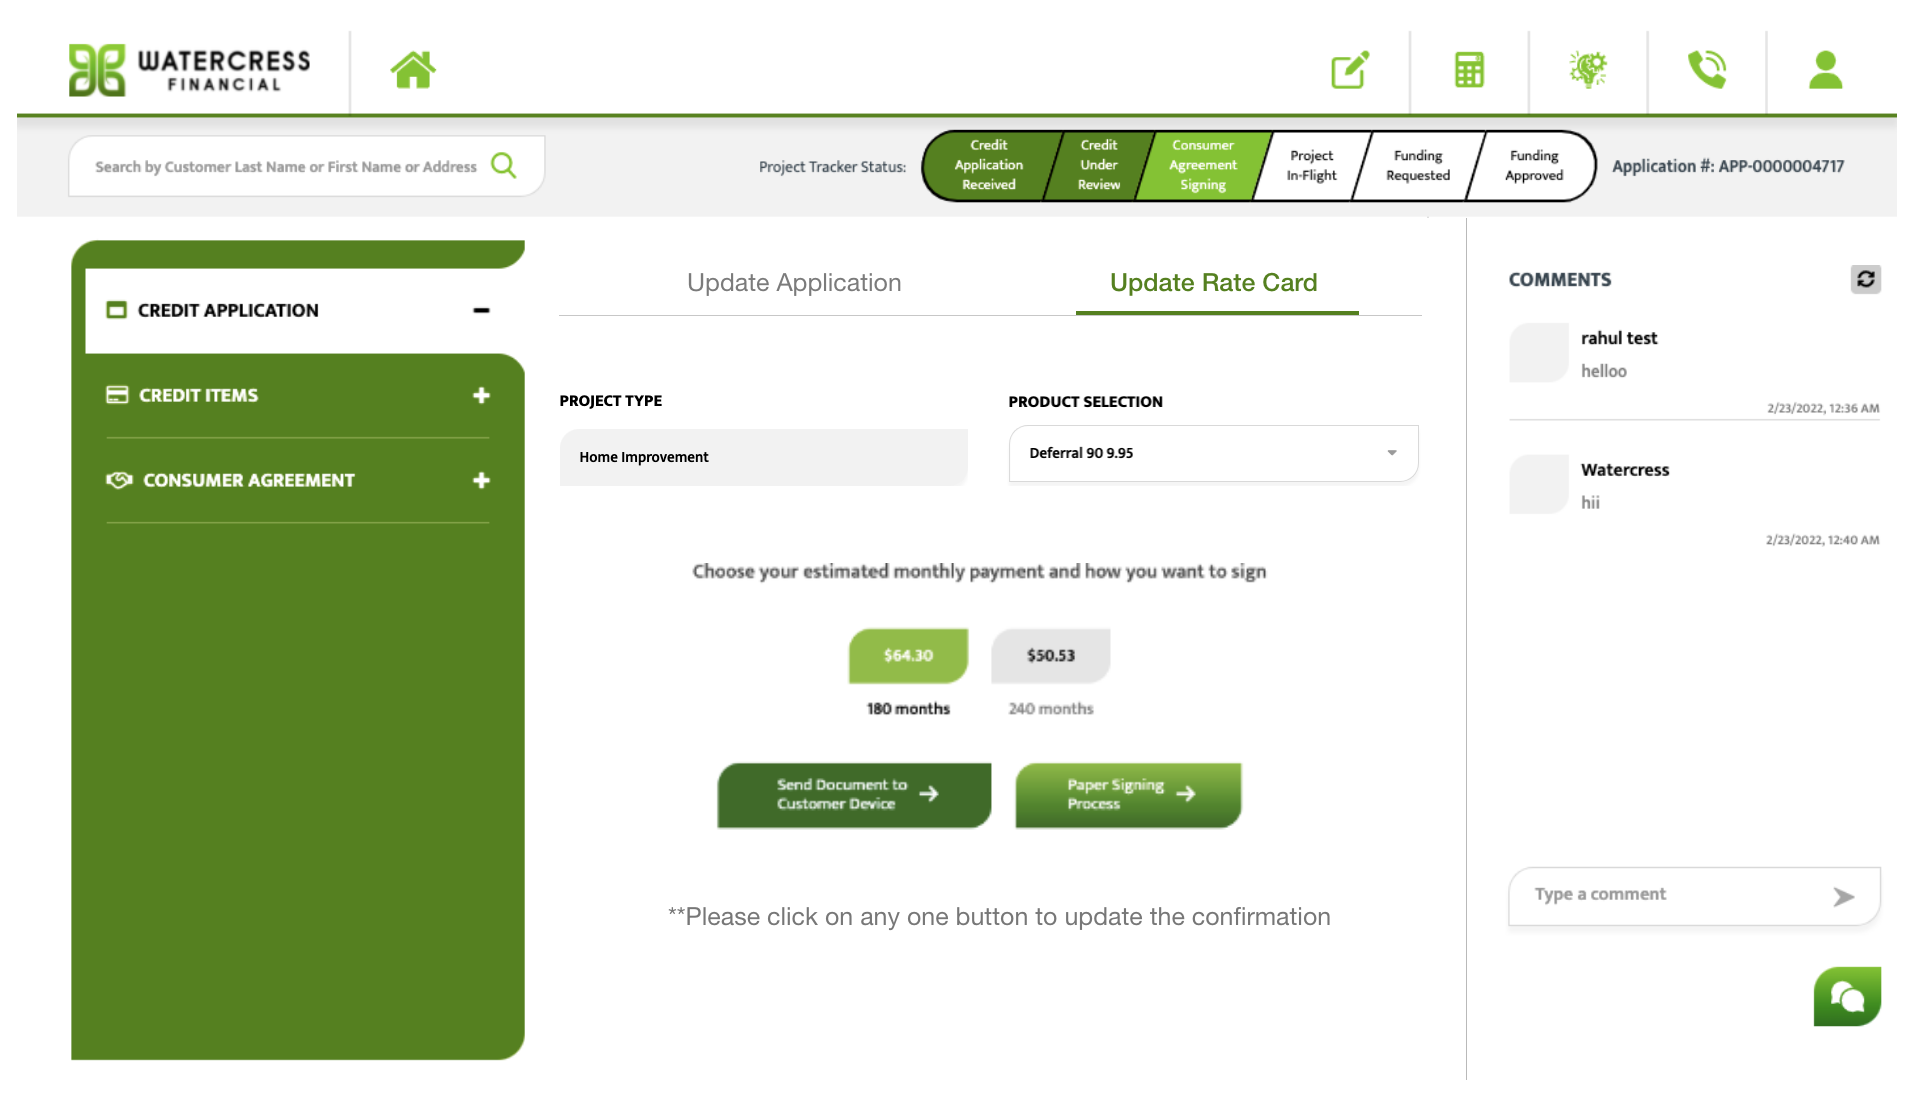 WATERCRESS
FINANCIAL
Search by Customer Last Name or First Name or Address
Project Tracker Status:
Credit
Application
Received
Credit
Under
Review
Consumer
Agreement
Signing
Project
In-Flight
Funding
Requested
Funding
Approved
Application #: APP-0000004717
CREDIT APPLICATION
CREDIT ITEMS
CONSUMER AGREEMENT
Update Application
Update Rate Card
PROJECT TYPE
Home Improvement
PRODUCT SELECTION
Deferral 90 9.95
Choose your estimated monthly payment and how you want to sign
$64.30
180 months
$50.53
240 months
Send Document to
Customer Device
Paper Signing
Process
**Please click on any one button to update the confirmation
COMMENTS
rahul test
helloo
2/23/2022, 12:36 AM
Watercress
hii
2/23/2022, 12:40 AM
Type a comment